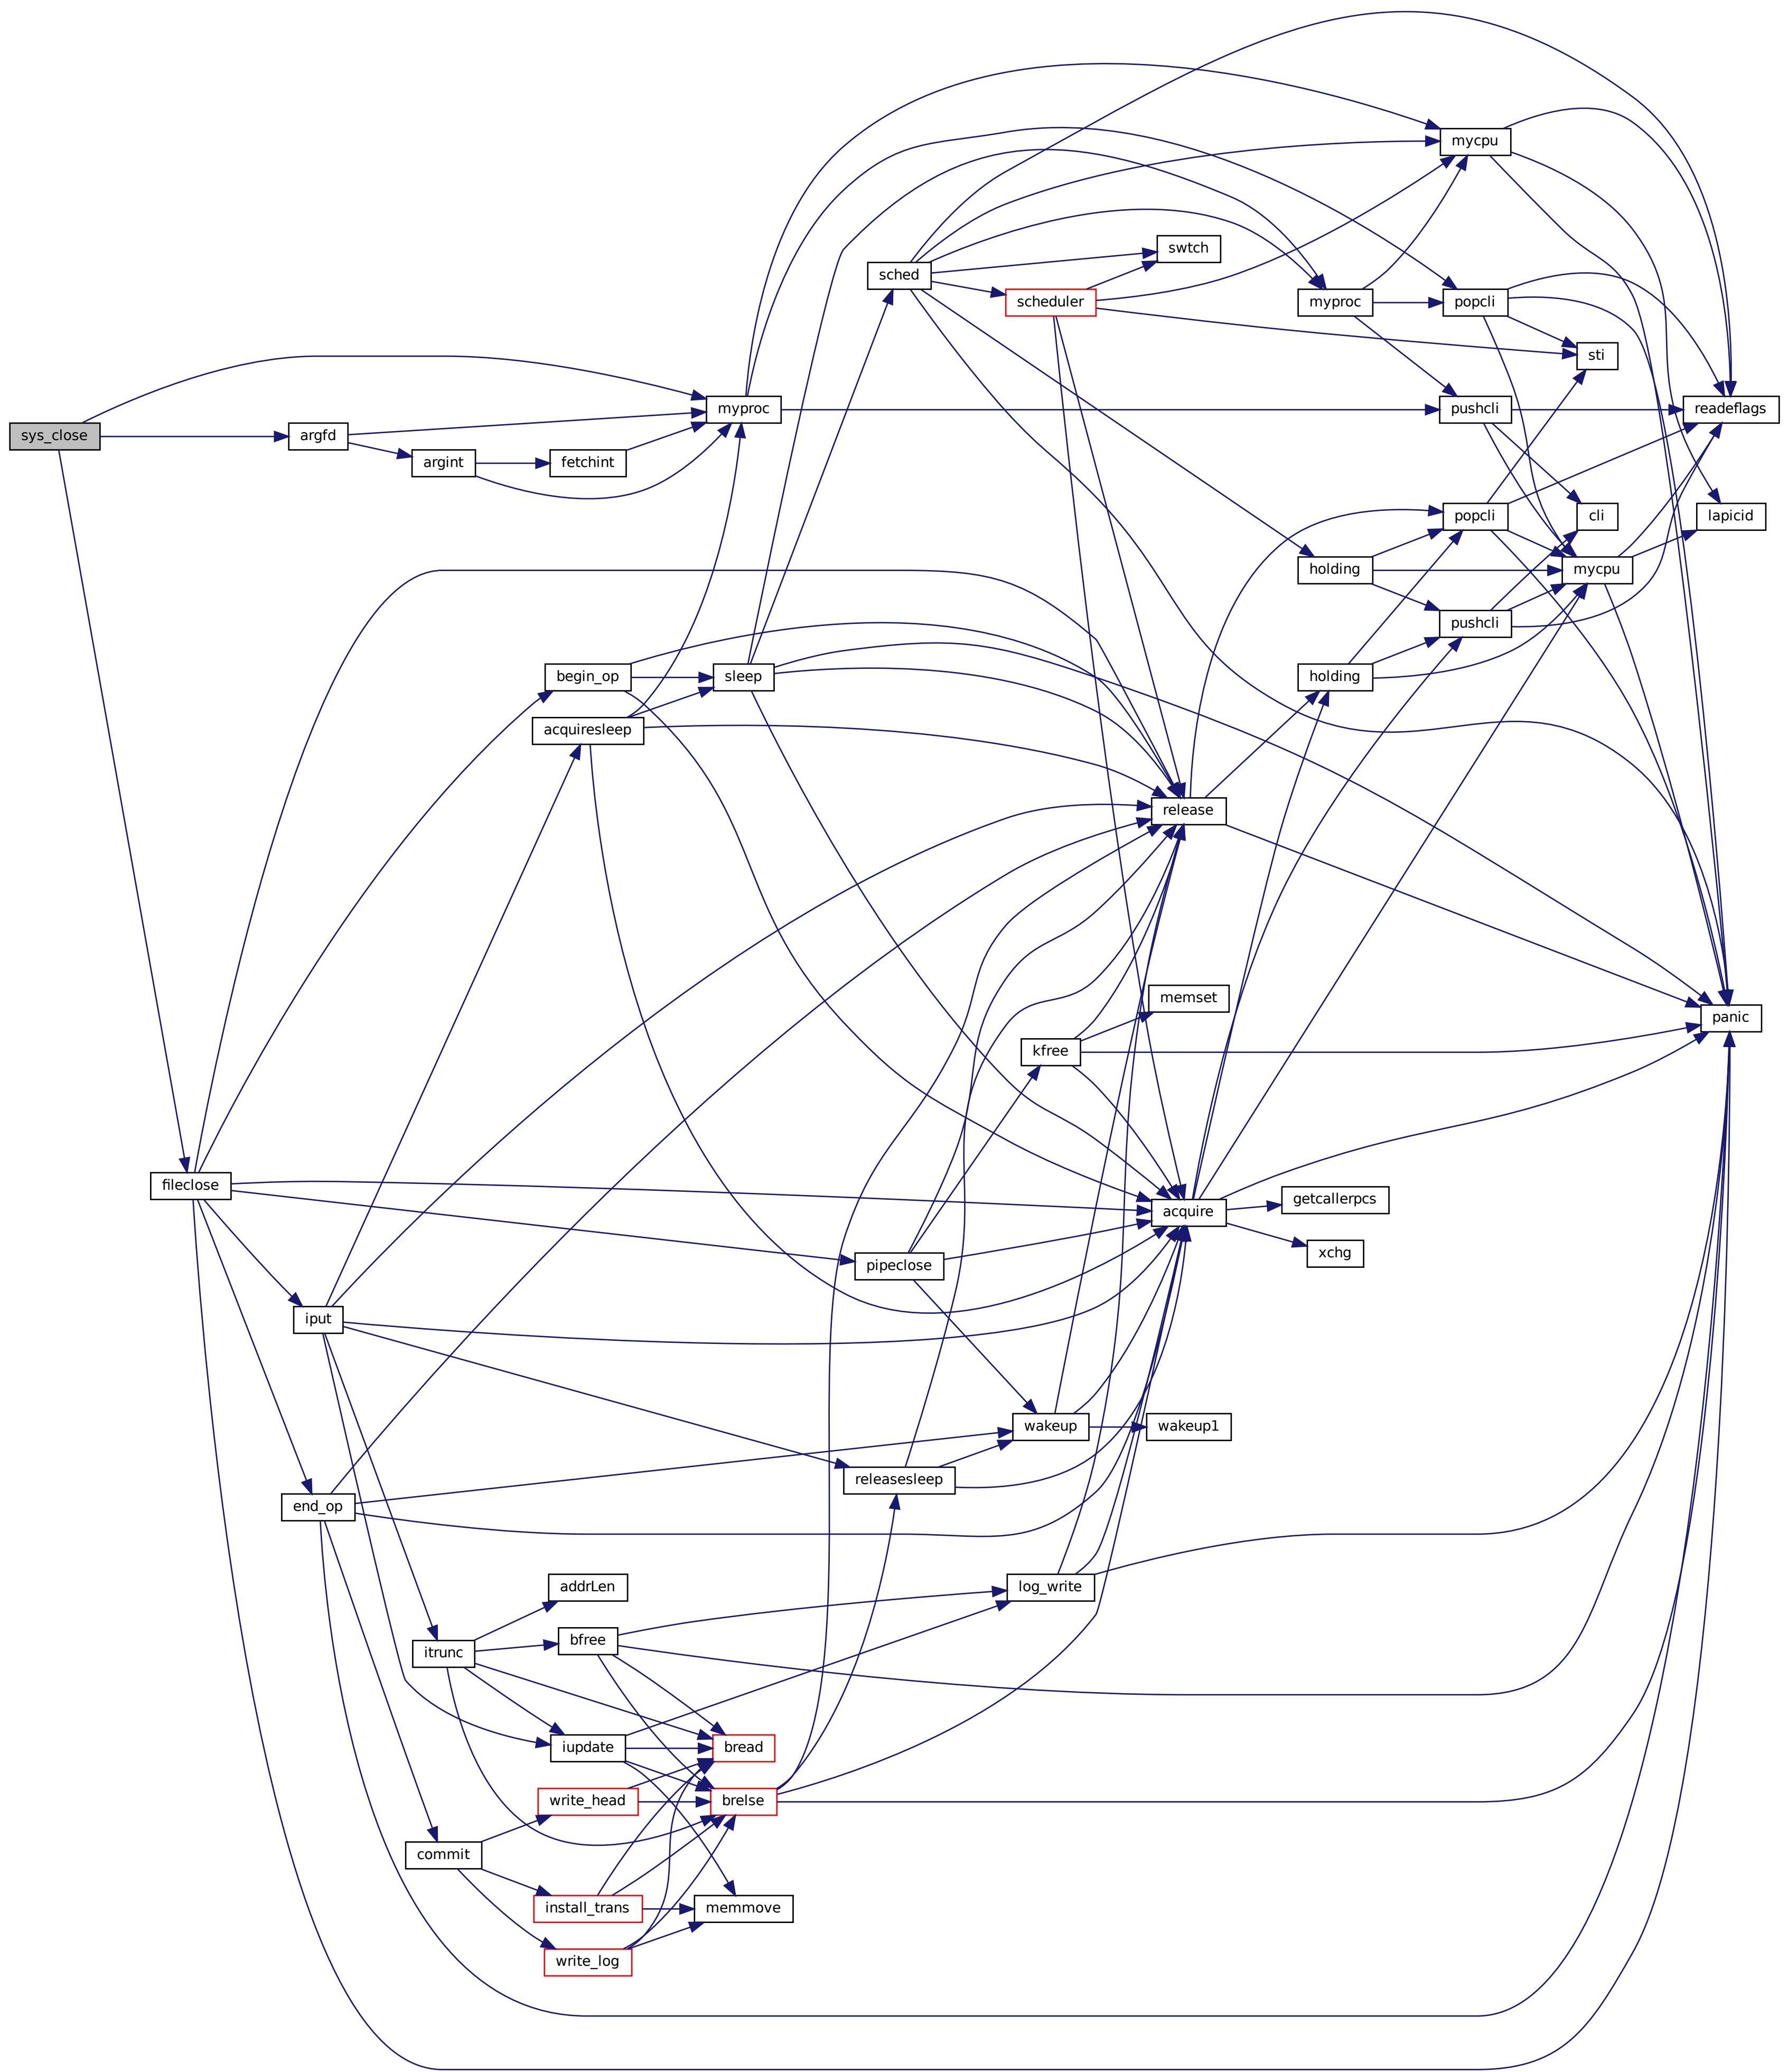 mycpu
swtch
sched
scheduler
myproc
popcli
sti
myproc
pushcli
readeflags
sys_close
argfd
argint
fetchint
popcli
cli
lapicid
holding
mycpu
pushcli
begin_op
sleep
holding
acquiresleep
release
memset
panic
kfree
fileclose
getcallerpcs
acquire
xchg
pipeclose
iput
wakeup
wakeup1
releasesleep
end_op
addrLen
log_write
bfree
itrunc
iupdate
bread
write_head
brelse
commit
install_trans
memmove
write_log